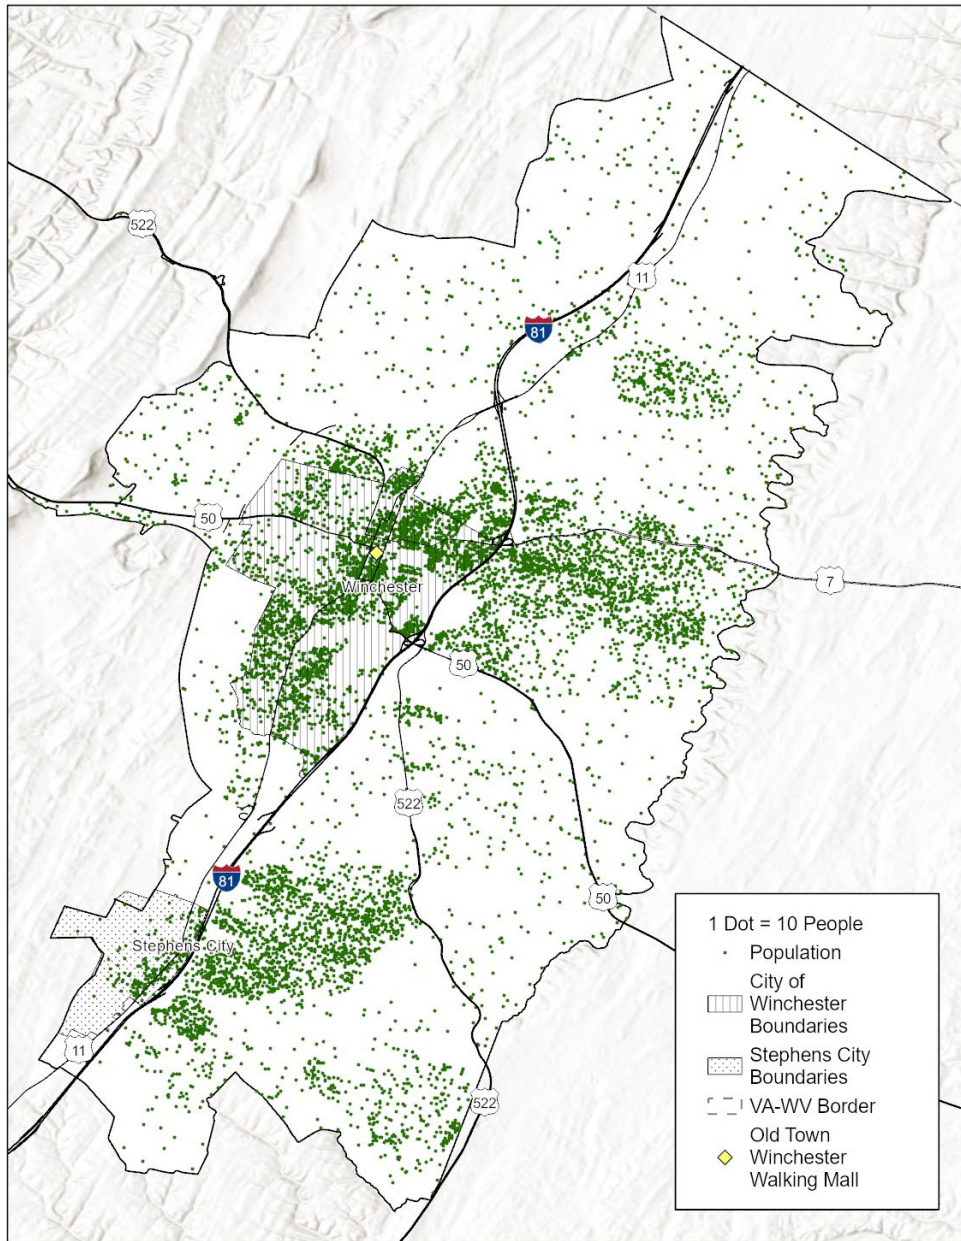 522
11
81
50
7
Winchester
50
522
81
50
Stephens City
11
522
1 Dot = 10 People
Population
City of
Winchester
Boundaries
Stephens City
Boundaries
VA-WV Border
Old Town
Winchester
Walking Mall